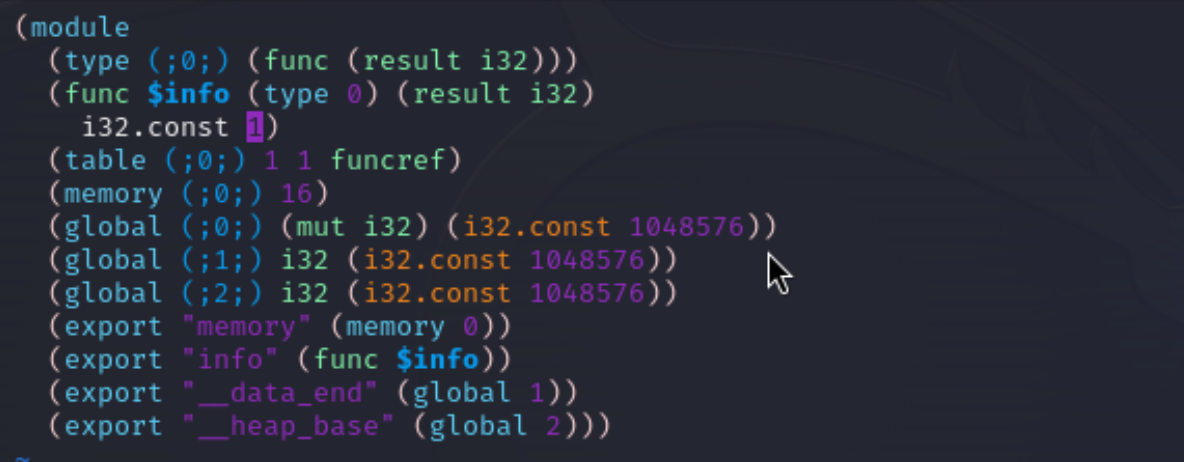 (module
  (type (;0;) (func (result i32)))
  (func $info (type 0) (result i32)
    i32.const 1)
  (table (;0;) 1 1 funcref)
  (memory (;0;) 16)
  (global (;0;) (mut i32) (i32.const 1048576))
  (global (;1;) i32 (i32.const 1048576))
  (global (;2;) i32 (i32.const 1048576))
  (export "memory" (memory 0))
  (export "info" (func $info))
  (export "__data_end" (global 1))
  (export "__heap_base" (global 2)))
~